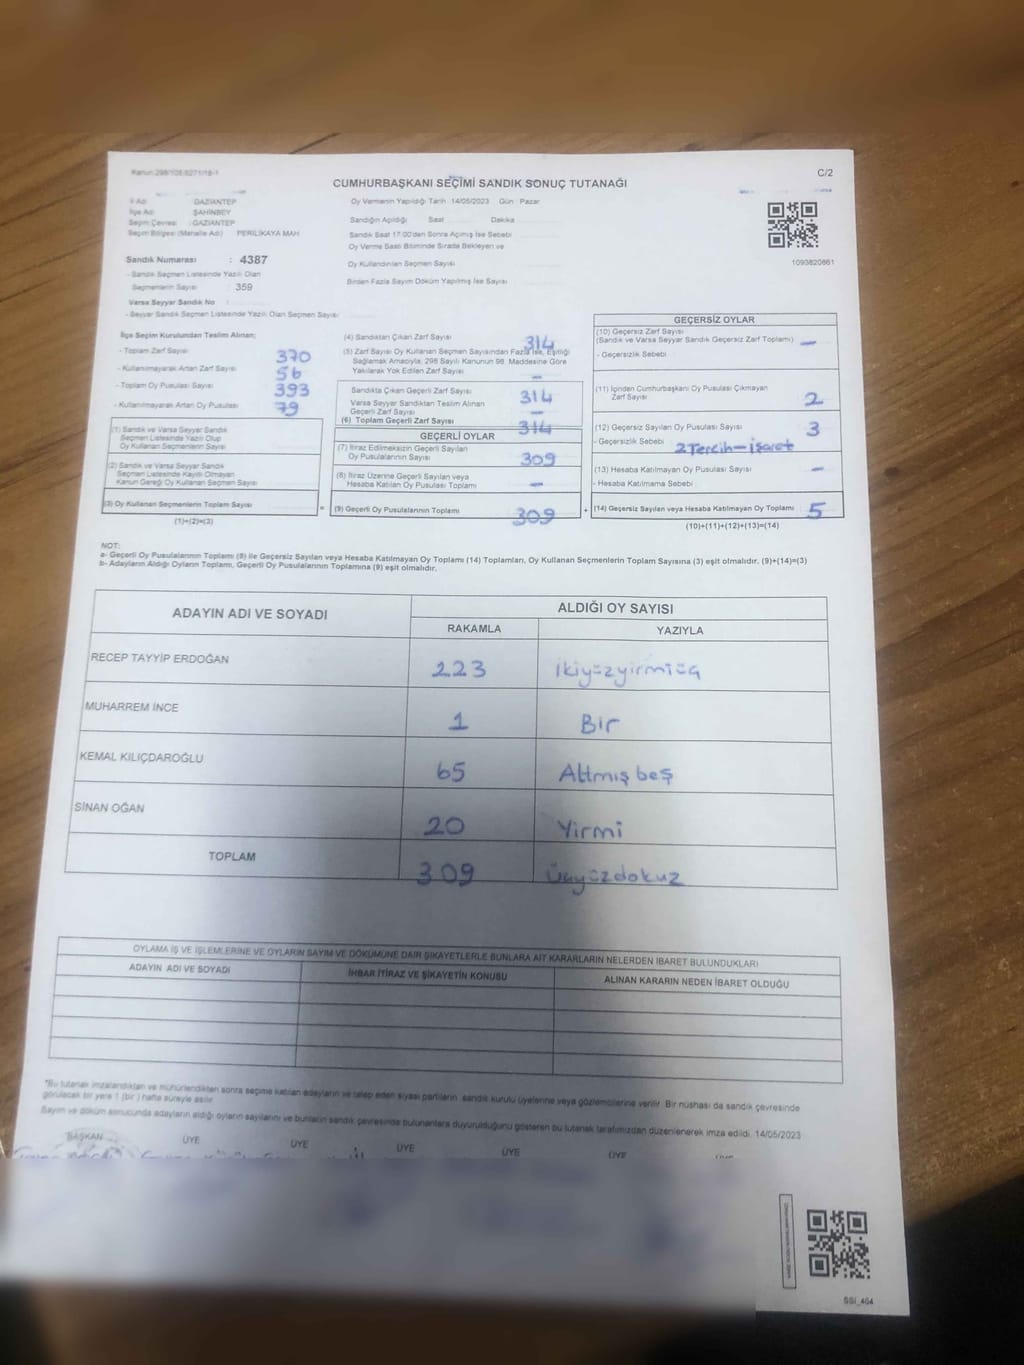 Kanun:298/105,6271/18-1
C/2
CUMHURBAŞKANI SEÇİMİ SANDIK SONUÇ TUTANAĞI
İl Adı : GAZİANTEP
İlçe Adı : ŞAHİNBEY
Seçim Çevresi : GAZİANTEP
Seçim Bölgesi (Mahalle Adı) PERİLİKAYA MAH
Sandık Numarası : 4387
- Sandık Seçmen Listesinde Yazılı Olan
Seçmenlerin Sayısı : 359
Varsa Seyyar Sandık No :
- Seyyar Sandık Seçmen Listesinde Yazılı Olan Seçmen Sayısı :
Oy Vermenin Yapıldığı Tarih 14/05/2023 Gün : Pazar
Sandığın Açıldığı Saat Dakika
Sandık Saat 17:00'den Sonra Açılmış İse Sebebi
Oy Verme Saati Bitiminde Sırada Bekleyen ve
Oy Kullandırılan Seçmen Sayısı
Birden Fazla Sayım Döküm Yapılmış İse Sayısı
1093820861
İlçe Seçim Kurulundan Teslim Alınan;
- Toplam Zarf Sayısı 370
- Kullanılmayarak Artan Zarf Sayısı 56
- Toplam Oy Pusulası Sayısı 393
- Kullanılmayarak Artan Oy Pusulası 79
(1) Sandık ve Varsa Seyyar Sandık
Seçmen Listesinde Yazılı Olup
Oy Kullanan Seçmenlerin Sayısı
(2) Sandık ve Varsa Seyyar Sandık
Seçmen Listesinde Kayıtlı Olmayan
Kanun Gereği Oy Kullanan Seçmen Sayısı
(3) Oy Kullanan Seçmenlerin Toplam Sayısı
(1)+(2)=(3)
(4) Sandıktan Çıkan Zarf Sayısı 314
(5) Zarf Sayısı Oy Kullanan Seçmen Sayısından Fazla İse, Eşitliği
Sağlamak Amacıyla, 298 Sayılı Kanunun 98. Maddesine Göre
Yakılarak Yok Edilen Zarf Sayısı —
Sandıkta Çıkan Geçerli Zarf Sayısı 314
Varsa Seyyar Sandıktan Teslim Alınan
Geçerli Zarf Sayısı —
(6) Toplam Geçerli Zarf Sayısı 314
GEÇERLİ OYLAR
(7) İtiraz Edilmeksizin Geçerli Sayılan
Oy Pusulalarının Sayısı 309
(8) İtiraz Üzerine Geçerli Sayılan veya
Hesaba Katılan Oy Pusulası Toplamı —
= (9) Geçerli Oy Pusulalarının Toplamı 309 +
GEÇERSİZ OYLAR
(10) Geçersiz Zarf Sayısı
(Sandık ve Varsa Seyyar Sandık Geçersiz Zarf Toplamı) —
- Geçersizlik Sebebi
(11) İçinden Cumhurbaşkanı Oy Pusulası Çıkmayan
Zarf Sayısı 2
(12) Geçersiz Sayılan Oy Pusulası Sayısı 3
- Geçersizlik Sebebi 2 Tercih-işaret
(13) Hesaba Katılmayan Oy Pusulası Sayısı —
- Hesaba Katılmama Sebebi
(14) Geçersiz Sayılan veya Hesaba Katılmayan Oy Toplamı 5
(10)+(11)+(12)+(13)=(14)
NOT:
a- Geçerli Oy Pusulalarının Toplamı (9) ile Geçersiz Sayılan veya Hesaba Katılmayan Oy Toplamı (14) Toplamları, Oy Kullanan Seçmenlerin Toplam Sayısına (3) eşit olmalıdır. (9)+(14)=(3)
b- Adayların Aldığı Oyların Toplamı, Geçerli Oy Pusulalarının Toplamına (9) eşit olmalıdır.
ADAYIN ADI VE SOYADI ALDIĞI OY SAYISI
RAKAMLA YAZIYLA
RECEP TAYYİP ERDOĞAN 223 ikiyüzyirmiüç
MUHARREM İNCE 1 Bir
KEMAL KILIÇDAROĞLU 65 Altmış beş
SİNAN OĞAN 20 Yirmi
TOPLAM 309 Üçyüzdokuz
OYLAMA İŞ VE İŞLEMLERİNE VE OYLARIN SAYIM VE DÖKÜMÜNE DAİR ŞİKAYETLERLE BUNLARA AİT KARARLARIN NELERDEN İBARET BULUNDUKLARI
ADAYIN ADI VE SOYADI İHBAR İTİRAZ VE ŞİKAYETİN KONUSU ALINAN KARARIN NEDEN İBARET OLDUĞU
*Bu tutanak imzalandıktan ve mühürlendikten sonra seçime katılan adayların ve talep eden siyasi partilerin sandık kurulu üyelerine veya gözlemcilerine verilir. Bir nüshası da sandık çevresinde
görülecek bir yere 1 (bir) hafta süreyle asılır.
Sayım ve döküm sonucunda adayların aldığı oyların sayılarını ve bunların sandık çevresinde bulunanlara duyurulduğunu gösteren bu tutanak tarafımızdan düzenlenerek imza edildi. 14/05/2023
BAŞKAN ÜYE ÜYE ÜYE ÜYE ÜYE ÜYE
SSI_404